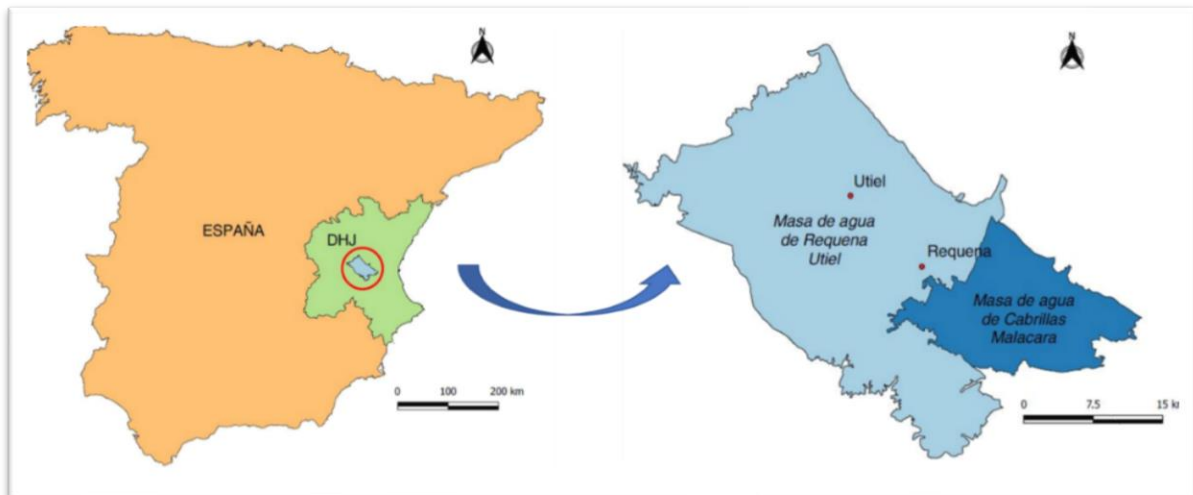 N
ESPAÑA
DHJ
0 100 200 km
N
Utiel
Masa de agua
de Requena
Utiel
Requena
Masa de agua
de Cabrillas
Malacara
0 7.5 15 k